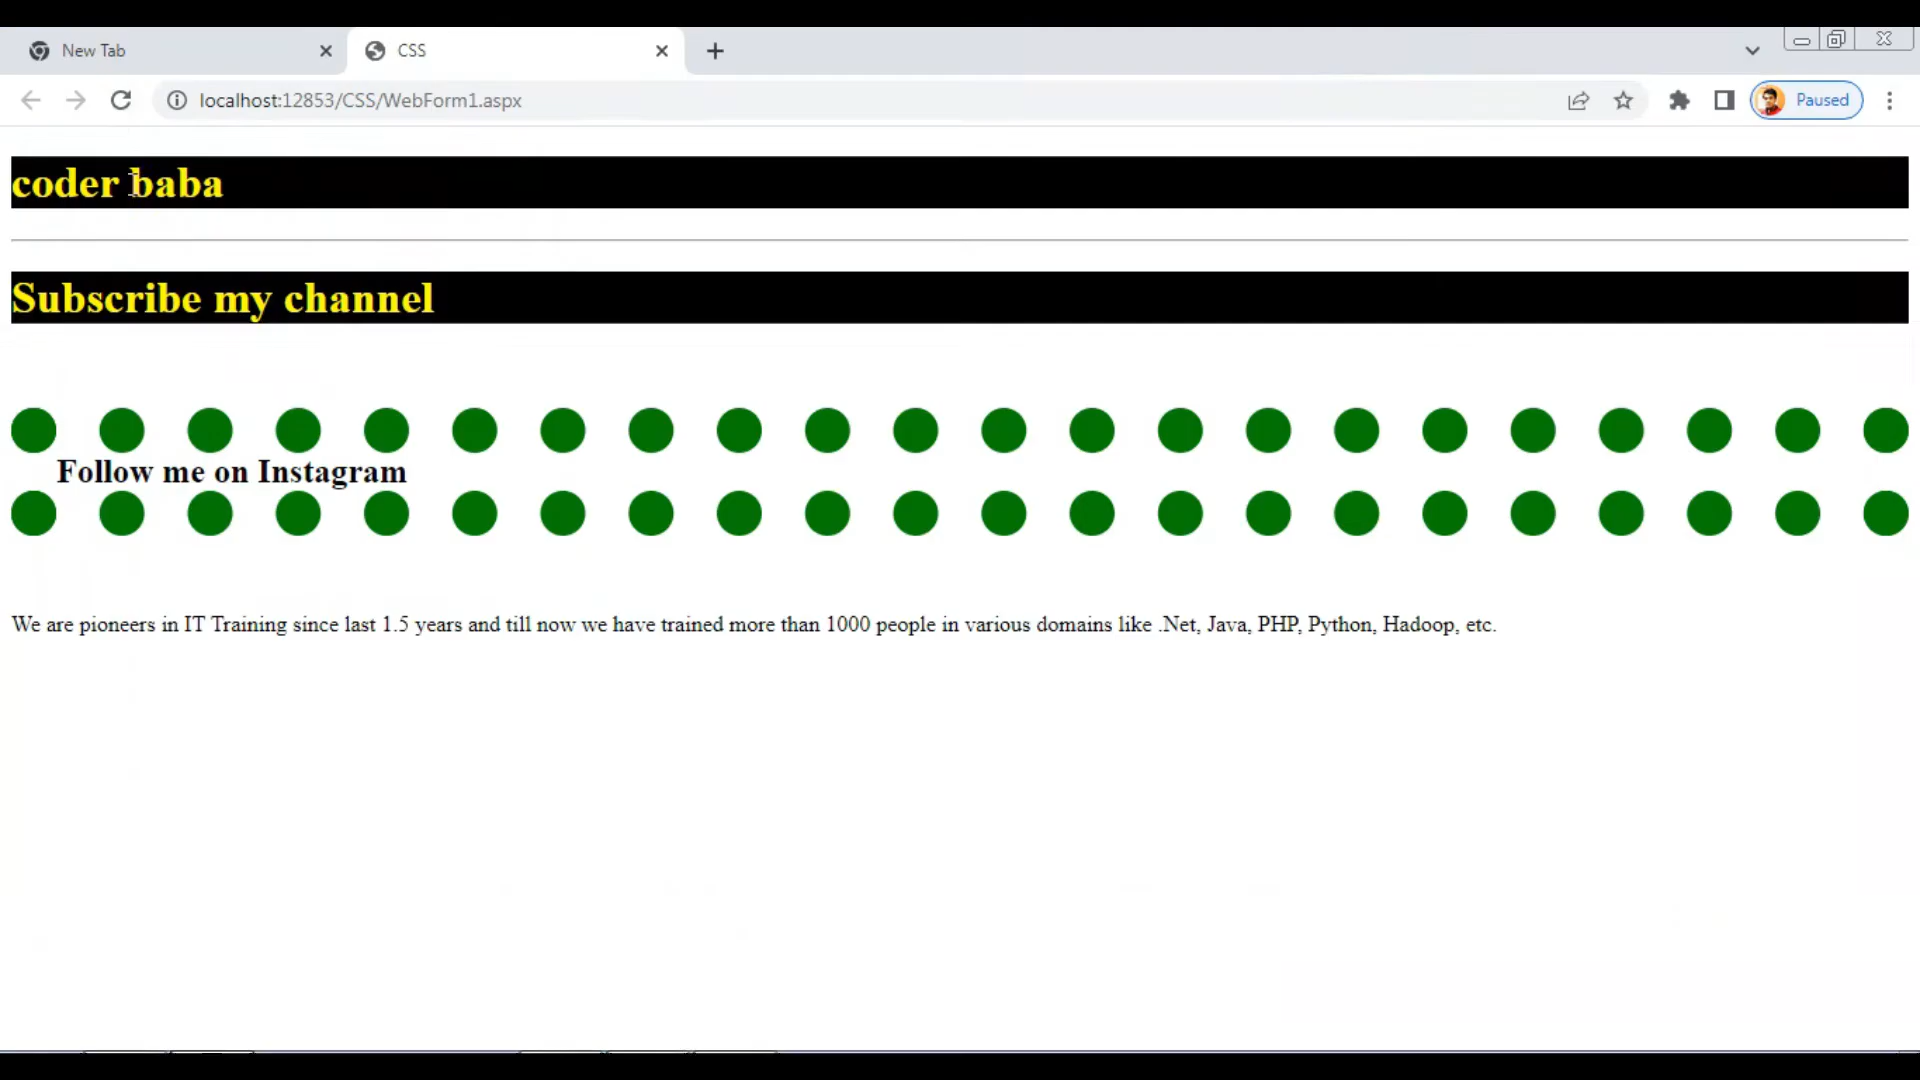 New Tab
CSS
localhost:12853/CSS/WebForm1.aspx
Paused
coder baba
Subscribe my channel
Follow me on Instagram
We are pioneers in IT Training since last 1.5 years and till now we have trained more than 1000 people in various domains like .Net, Java, PHP, Python, Hadoop, etc.